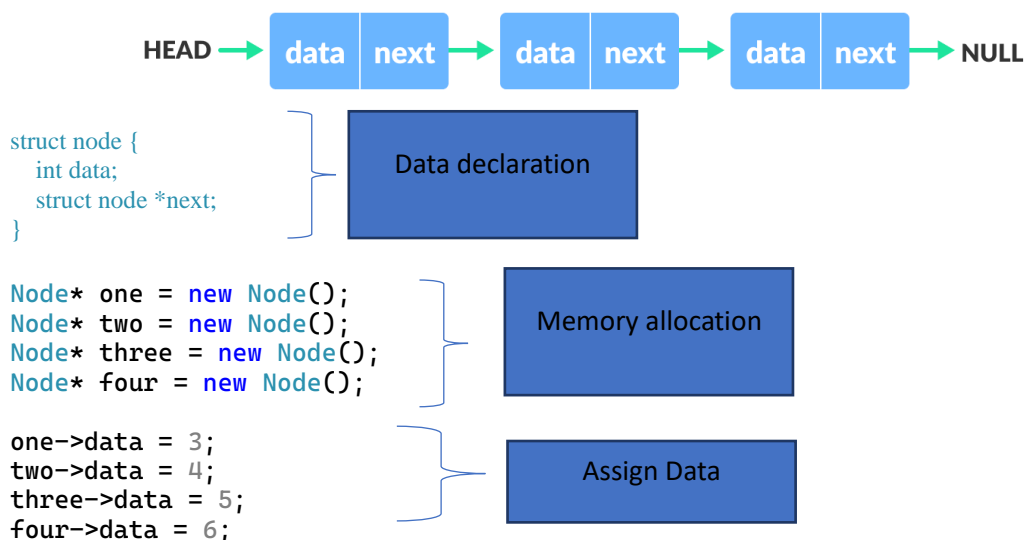 HEAD data next data next data next NULL
struct node {
int data;
struct node *next;
}
Data declaration
Node* one = new Node();
Node* two = new Node();
Node* three = new Node();
Node* four = new Node();
Memory allocation
one->data = 3;
two->data = 4;
three->data = 5;
four->data = 6;
Assign Data